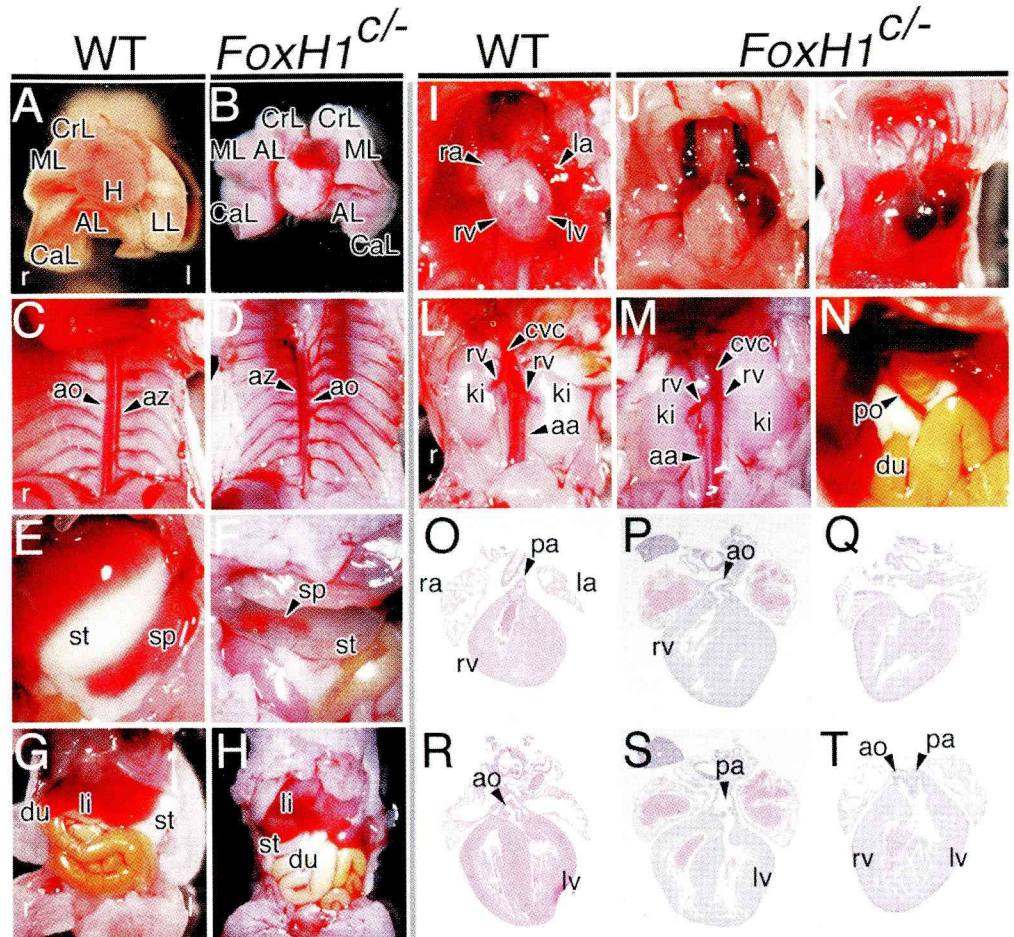 WT FoxH1^c/- WT FoxH1^c/-
A
CrL
ML
H
AL
LL
CaL
r l
B
CrL CrL
ML AL ML
AL
CaL
I
ra
la
rv
lv
r l
J
K
C
ao
az
r
D
az
ao
L
cvc
rv
rv
ki
ki
aa
r
M
cvc
rv
rv
ki
ki
aa
N
po
du
E
st
sp
F
sp
st
O
pa
ra
la
rv
P
ao
rv
Q
G
du
li
st
r l
H
li
st
du
R
ao
lv
S
pa
lv
T
ao
pa
rv
lv